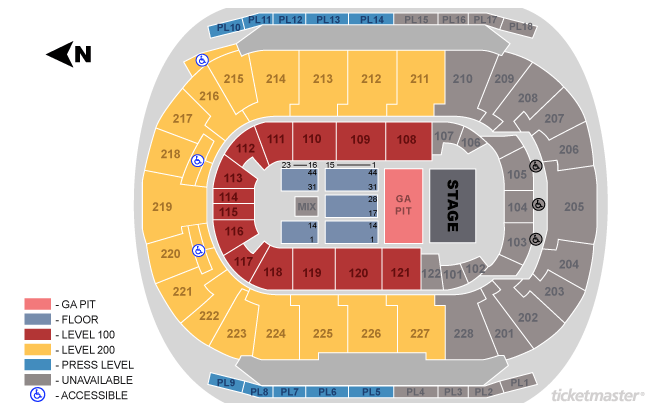 PL10 PL11 PL12 PL13 PL14 PL15 PL16 PL17 PL18
N
215 214 213 212 211 210 209
216 208
217 207
218 206
219 205
220 204
221 203
222 202
223 224 225 226 227 228 201
112 111 110 109 108 107 106
113 105
114 104
115
116 103
117 118 119 120 121 122 101 102
23 16 15 1
44 44
31 31
MIX
28
17
14 14
1 1
GA
PIT
STAGE
- GA PIT
- FLOOR
- LEVEL 100
- LEVEL 200
- PRESS LEVEL
- UNAVAILABLE
- ACCESSIBLE
PL9 PL8 PL7 PL6 PL5 PL4 PL3 PL2 PL1
ticketmaster®